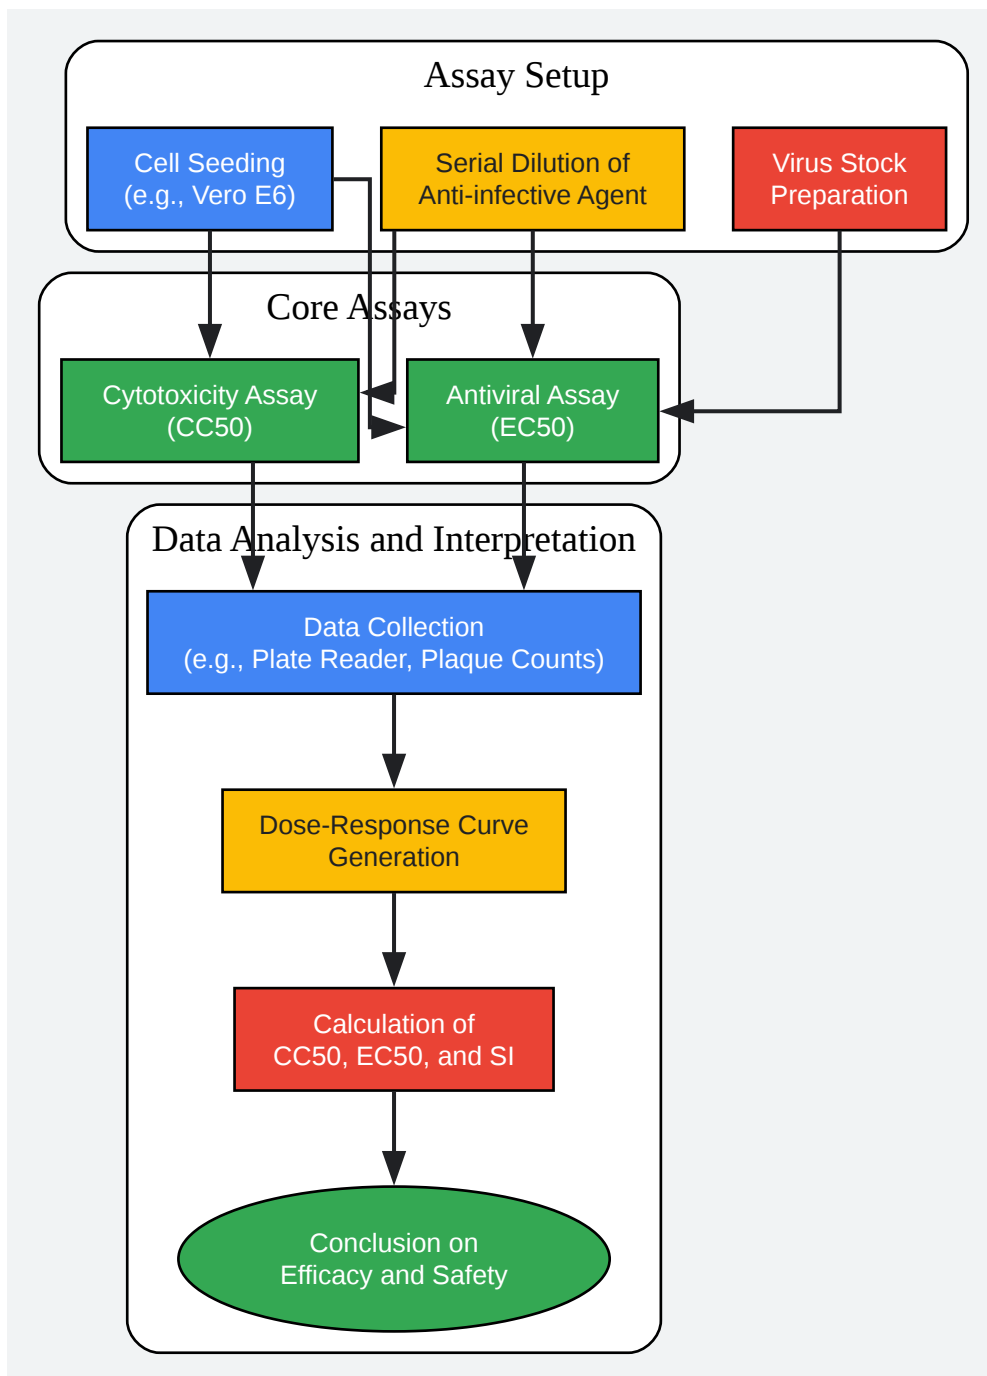 Assay Setup
Cell Seeding
(e.g., Vero E6)
Serial Dilution of
Anti-infective Agent
Virus Stock
Preparation
Core Assays
Cytotoxicity Assay
(CC50)
Antiviral Assay
(EC50)
Data Analysis and Interpretation
Data Collection
(e.g., Plate Reader, Plaque Counts)
Dose-Response Curve
Generation
Calculation of
CC50, EC50, and SI
Conclusion on
Efficacy and Safety